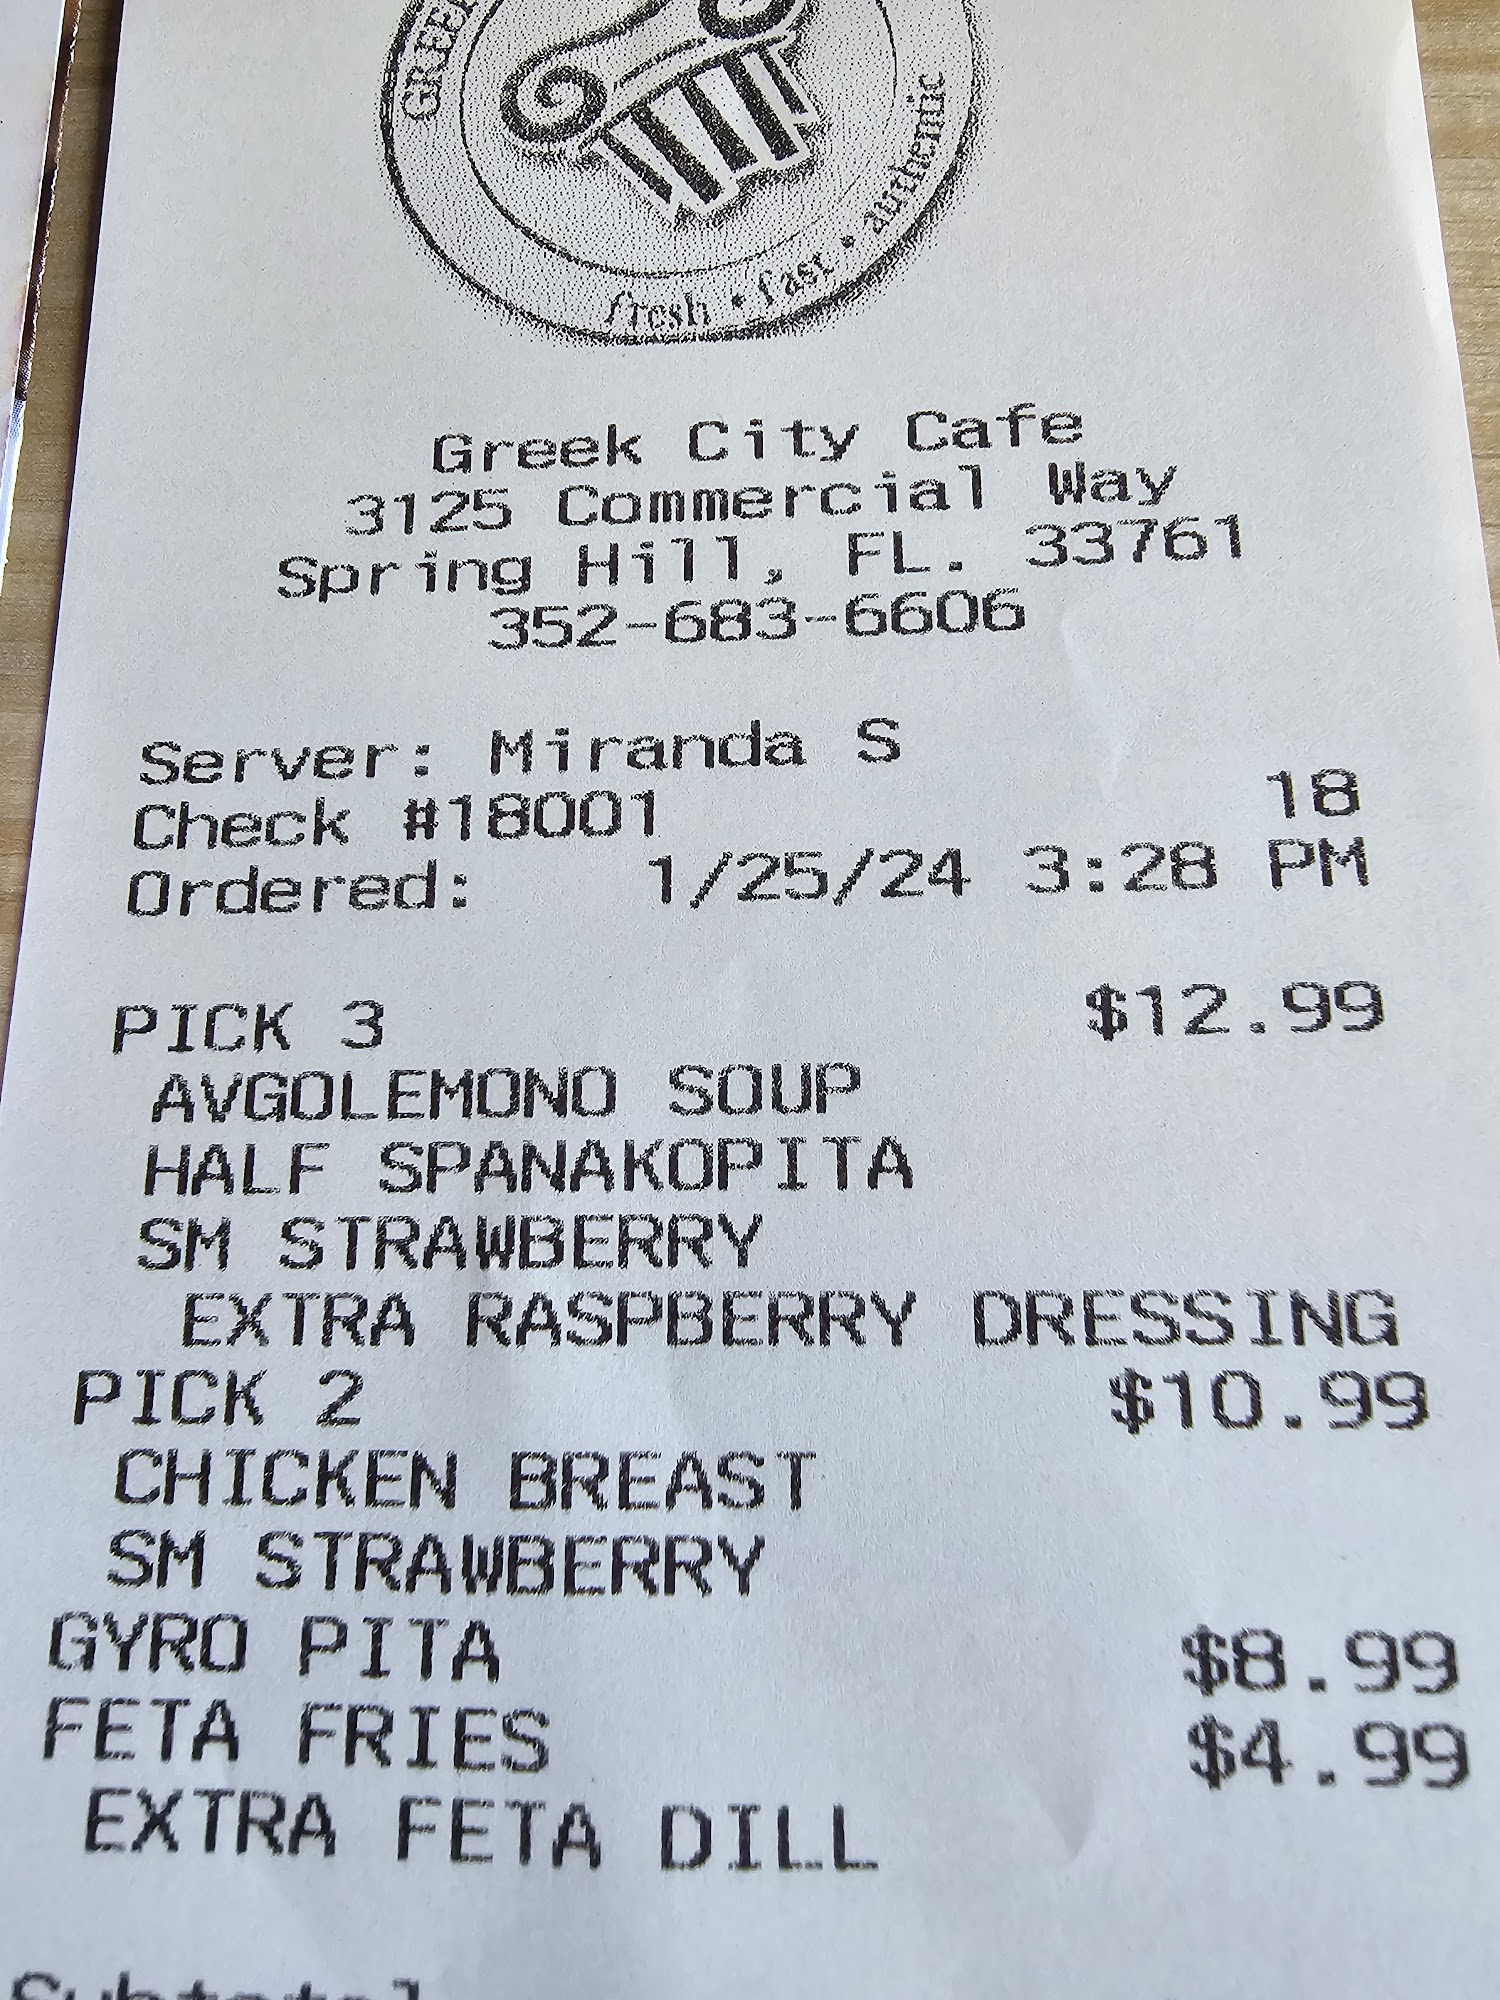 GREEK
fresh • fast • authentic
Greek City Cafe
3125 Commercial Way
Spring Hill, FL. 33761
352-683-6606
Server: Miranda S
Check #18001 18
Ordered: 1/25/24 3:28 PM
PICK 3 $12.99
AVGOLEMONO SOUP
HALF SPANAKOPITA
SM STRAWBERRY
EXTRA RASPBERRY DRESSING
PICK 2 $10.99
CHICKEN BREAST
SM STRAWBERRY
GYRO PITA $8.99
FETA FRIES $4.99
EXTRA FETA DILL
Subtotal